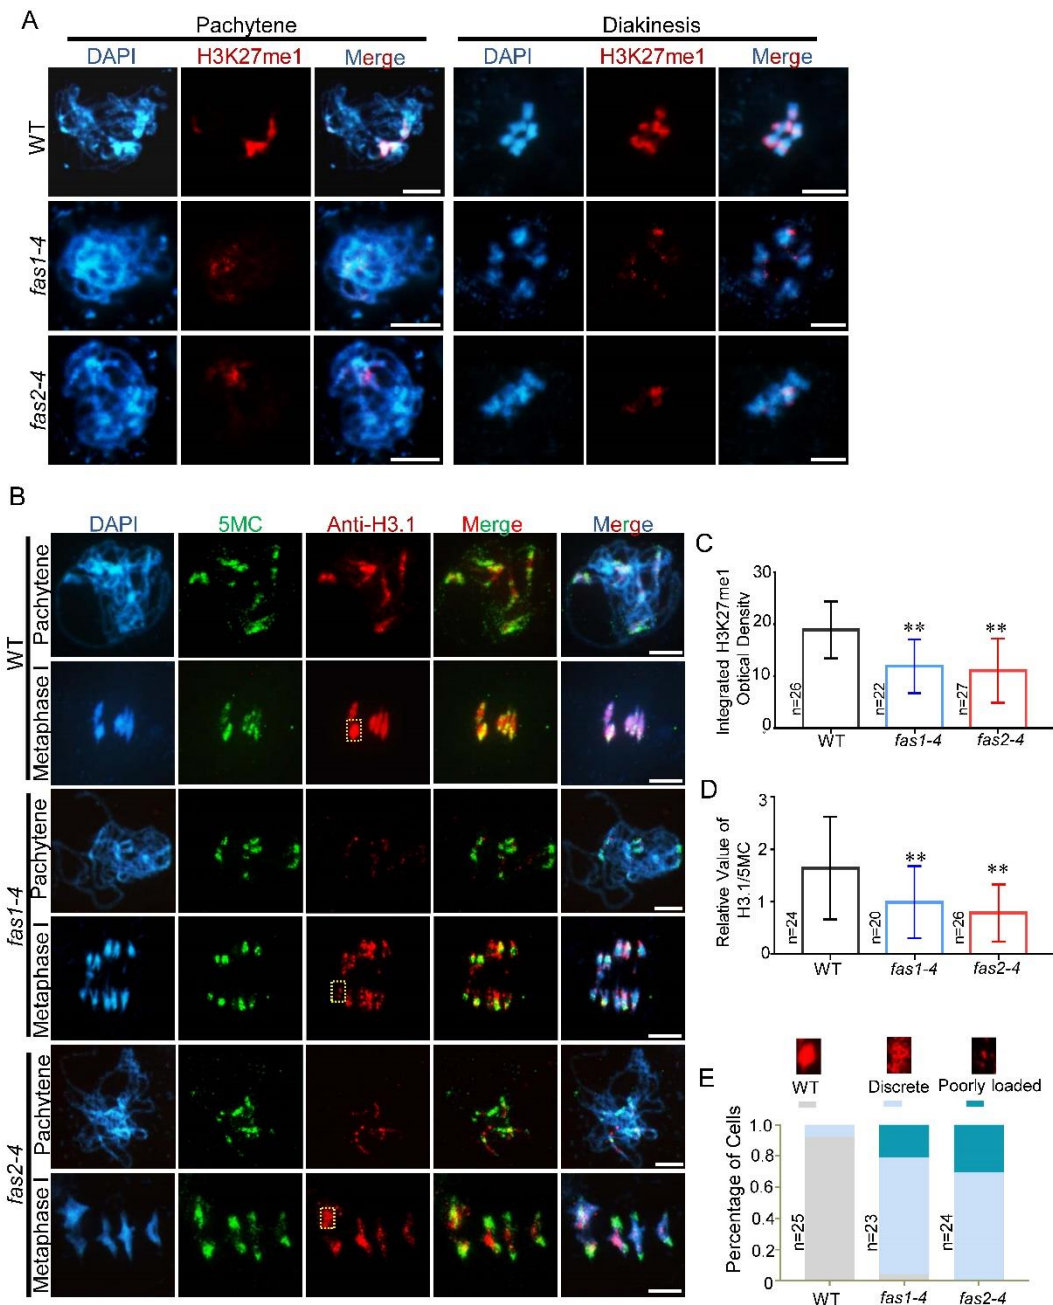 A
Pachytene
Diakinesis
DAPI H3K27me1 Merge DAPI H3K27me1 Merge
WT
fas1-4
fas2-4
B
DAPI 5MC Anti-H3.1 Merge Merge
WT
Pachytene
Metaphase I
fas1-4
Pachytene
Metaphase I
fas2-4
Pachytene
Metaphase I
C
Integrated H3K27me1
Optical Density
30
20
10
0
** **
n=26 n=22 n=27
WT fas1-4 fas2-4
D
Relative Value of
H3.1/5MC
3
2
1
0
** **
n=24 n=20 n=26
WT fas1-4 fas2-4
E
WT Discrete Poorly loaded
Percentage of Cells
1.0
0.8
0.6
0.4
0.2
0
n=25 n=23 n=24
WT fas1-4 fas2-4